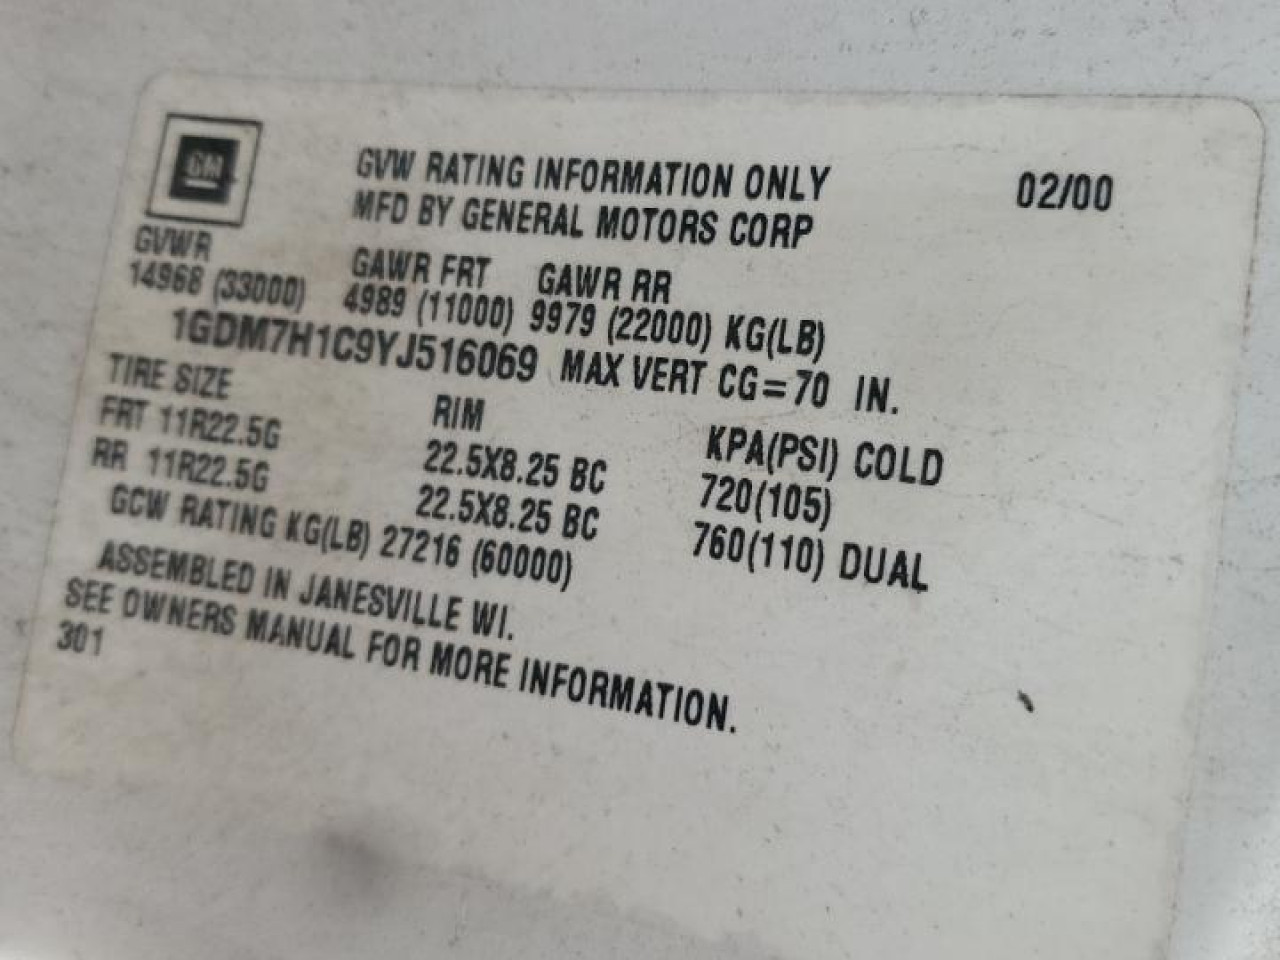 GM
GVW RATING INFORMATION ONLY 02/00
MFD BY GENERAL MOTORS CORP
GVWR GAWR FRT GAWR RR
14968 (33000) 4989 (11000) 9979 (22000) KG(LB)
1GDM7H1C9YJ516069 MAX VERT CG=70 IN.
TIRE SIZE RIM KPA(PSI) COLD
FRT 11R22.5G 22.5X8.25 BC 720(105)
RR 11R22.5G 22.5X8.25 BC 760(110) DUAL
GCW RATING KG(LB) 27216 (60000)
ASSEMBLED IN JANESVILLE WI.
SEE OWNERS MANUAL FOR MORE INFORMATION.
301